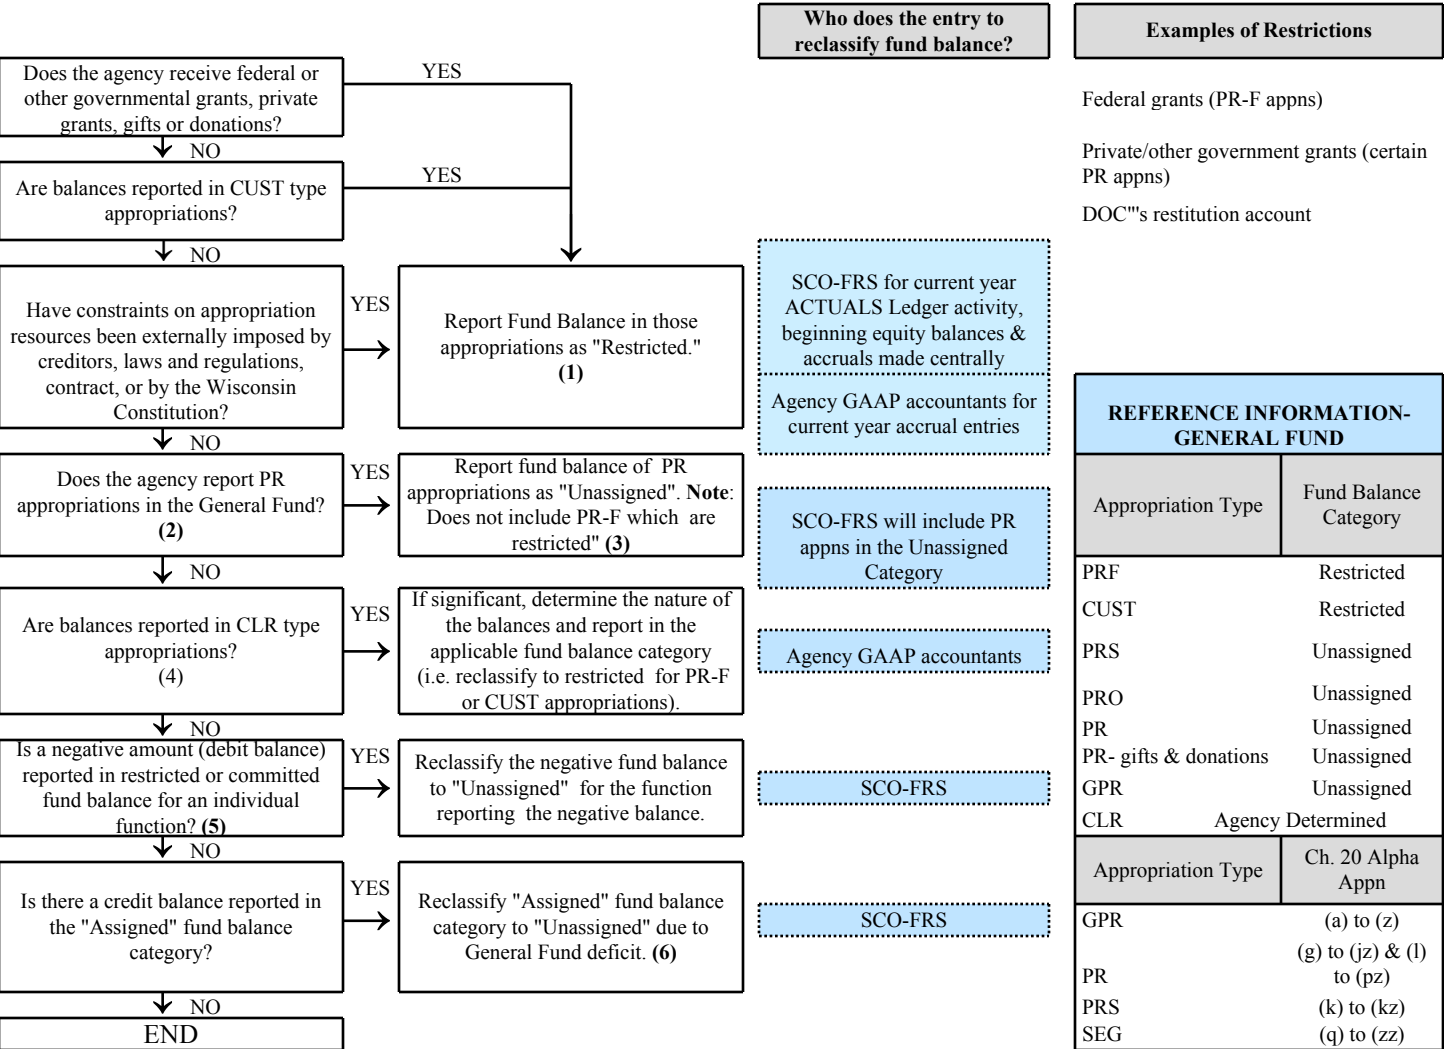 Who does the entry to
reclassify fund balance?
Examples of Restrictions
Does the agency receive federal or
other governmental grants, private
grants, gifts or donations?
YES
Federal grants (PR-F appns)
NO
Private/other government grants (certain
PR appns)
Are balances reported in CUST type
appropriations?
YES
DOC"'s restitution account
NO
Have constraints on appropriation
resources been externally imposed by
creditors, laws and regulations,
contract, or by the Wisconsin
Constitution?
YES
Report Fund Balance in those
appropriations as "Restricted."
(1)
SCO-FRS for current year
ACTUALS Ledger activity,
beginning equity balances &
accruals made centrally
Agency GAAP accountants for
current year accrual entries
REFERENCE INFORMATION-
GENERAL FUND
NO
Does the agency report PR
appropriations in the General Fund?
(2)
YES
Report fund balance of PR
appropriations as "Unassigned". Note:
Does not include PR-F which are
restricted" (3)
SCO-FRS will include PR
appns in the Unassigned
Category
Appropriation Type
Fund Balance
Category
NO
PRF Restricted
CUST Restricted
PRS Unassigned
PRO Unassigned
PR Unassigned
PR- gifts & donations Unassigned
GPR Unassigned
CLR Agency Determined
Are balances reported in CLR type
appropriations?
(4)
YES
If significant, determine the nature of
the balances and report in the
applicable fund balance category
(i.e. reclassify to restricted for PR-F
or CUST appropriations).
Agency GAAP accountants
NO
Is a negative amount (debit balance)
reported in restricted or committed
fund balance for an individual
function? (5)
YES
Reclassify the negative fund balance
to "Unassigned" for the function
reporting the negative balance.
SCO-FRS
NO
Is there a credit balance reported in
the "Assigned" fund balance
category?
YES
Reclassify "Assigned" fund balance
category to "Unassigned" due to
General Fund deficit. (6)
SCO-FRS
Appropriation Type
Ch. 20 Alpha
Appn
GPR (a) to (z)
(g) to (jz) & (l)
PR to (pz)
PRS (k) to (kz)
SEG (q) to (zz)
NO
END